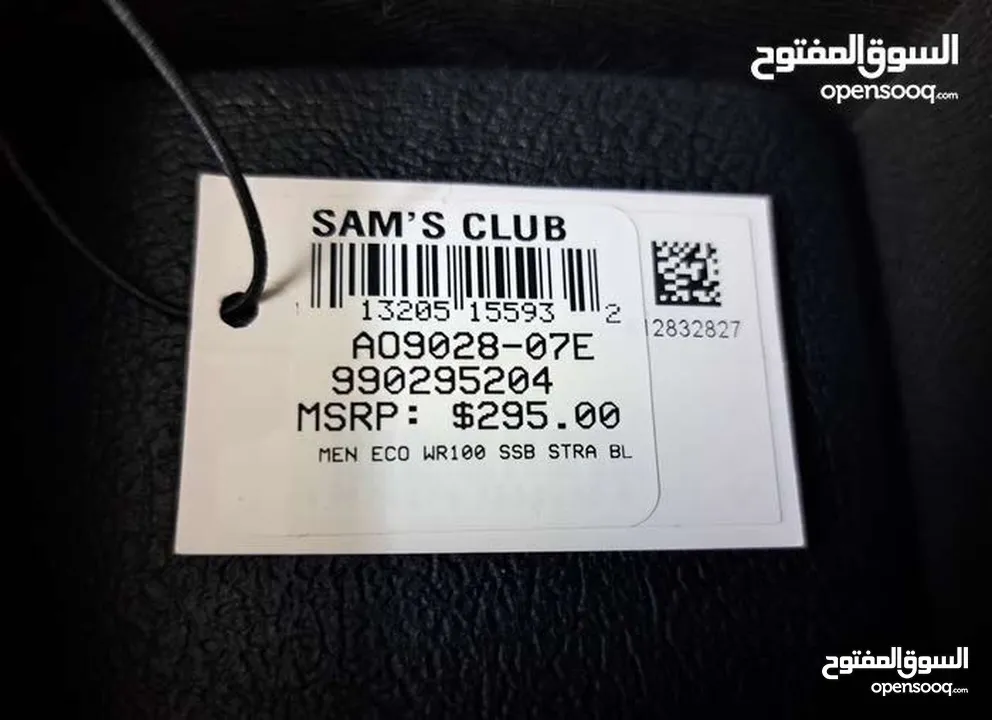 السوق المفتوح
opensooq.com
SAM'S CLUB
1 13205 15593 2
12832827
AO9028-07E
990295204
MSRP: $295.00
MEN ECO WR100 SSB STRA BL
السوق المفتوح
opensooq.com